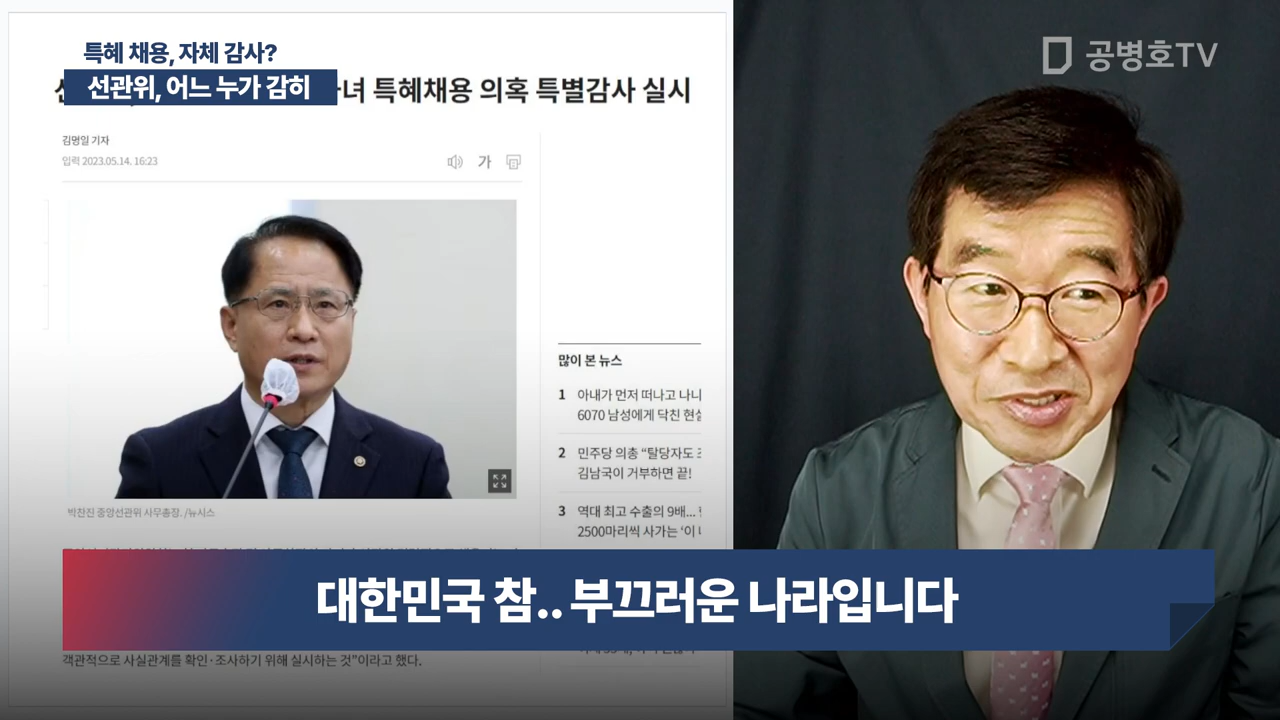 특혜 채용, 자체 감사?
선관위, 어느 누가 감히
녀 특혜채용 의혹 특별감사 실시
공병호TV
김명일 기자
입력 2023.05.14. 16:23
가
많이 본 뉴스
1 아내가 먼저 떠나고 나니
6070 남성에게 닥친 현실
2 민주당 의총 “탈당자도
김남국이 거부하면 끝!
3 역대 최고 수출의 9배...
2500마리씩 사가는 ‘이
박찬진 중앙선관위 사무총장. /뉴시스
대한민국 참.. 부끄러운 나라입니다
객관적으로 사실관계를 확인·조사하기 위해 실시하는 것”이라고 했다.